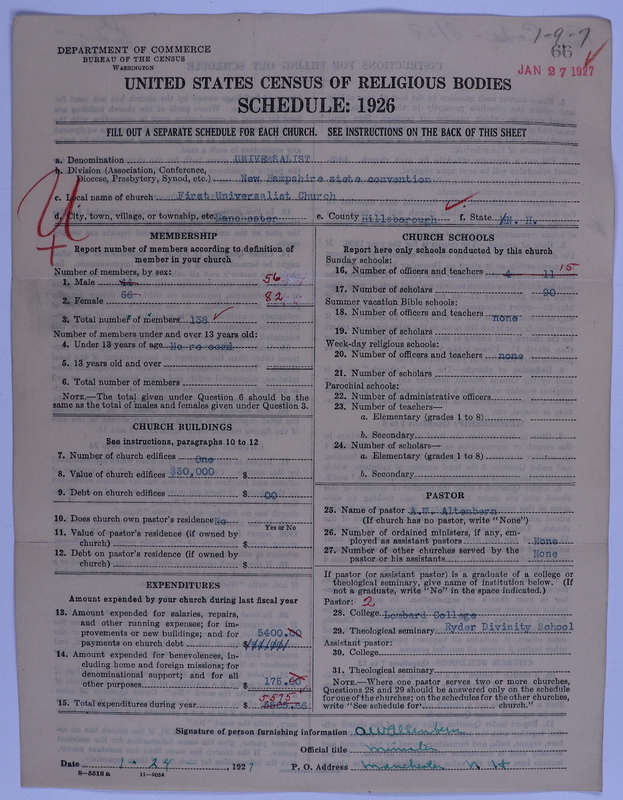 1-9-7
66
JAN 27 1927
DEPARTMENT OF COMMERCE
BUREAU OF THE CENSUS
WASHINGTON
UNITED STATES CENSUS OF RELIGIOUS BODIES
SCHEDULE: 1926
FILL OUT A SEPARATE SCHEDULE FOR EACH CHURCH. SEE INSTRUCTIONS ON THE BACK OF THIS SHEET
a. Denomination UNIVERSALIST
b. Division (Association, Conference,
Diocese, Presbytery, Synod, etc.) New Hampshire state convention
c. Local name of church First Universalist Church
d. City, town, village, or township, etc. Manchester e. County Hillsborough f. State N. H.
U
MEMBERSHIP
Report number of members according to definition of
member in your church
Number of members, by sex:
1. Male 44 56
2. Female 66 82
3. Total number of members 138
Number of members under and over 13 years old:
4. Under 13 years of age No record
5. 13 years old and over
6. Total number of members
NOTE.—The total given under Question 6 should be the
same as the total of males and females given under Question 3.
CHURCH BUILDINGS
See instructions, paragraphs 10 to 12
7. Number of church edifices One
8. Value of church edifices $80,000 $
9. Debt on church edifices $ 00
10. Does church own pastor's residence No
Yes or No
11. Value of pastor's residence (if owned by
church) $
12. Debt on pastor's residence (if owned by
church) $
EXPENDITURES
Amount expended by your church during last fiscal year
13. Amount expended for salaries, repairs,
and other running expenses; for im-
provements or new buildings; and for 5400.00
payments on church debt $
14. Amount expended for benevolences, in-
cluding home and foreign missions; for
denominational support; and for all
other purposes $ 175.00
5575
15. Total expenditures during year $
CHURCH SCHOOLS
Report here only schools conducted by this church
Sunday schools:
16. Number of officers and teachers 4 11 15
17. Number of scholars 90
Summer vacation Bible schools:
18. Number of officers and teachers none
19. Number of scholars
Week-day religious schools:
20. Number of officers and teachers none
21. Number of scholars
Parochial schools:
22. Number of administrative officers
23. Number of teachers—
a. Elementary (grades 1 to 8)
b. Secondary
24. Number of scholars—
a. Elementary (grades 1 to 8)
b. Secondary
PASTOR
25. Name of pastor A.W. Altenbern
(If church has no pastor, write "None")
26. Number of ordained ministers, if any, em-
ployed as assistant pastors None
27. Number of other churches served by the
pastor or his assistants None
If pastor (or assistant pastor) is a graduate of a college or
theological seminary, give name of institution below. (If
not a graduate, write "No" in the space indicated.)
Pastor: 2
28. College Lombard College
29. Theological seminary Ryder Divinity School
Assistant pastor:
30. College
31. Theological seminary
NOTE.—Where one pastor serves two or more churches,
Questions 28 and 29 should be answered only on the schedule
for one of the churches; on the schedules for the other churches,
write "See schedule for church."
Signature of person furnishing information A W Altenbern
Official title minister
Date 1-24, 1927 P. O. Address Manchester N. H
8-5518 a 11-9054